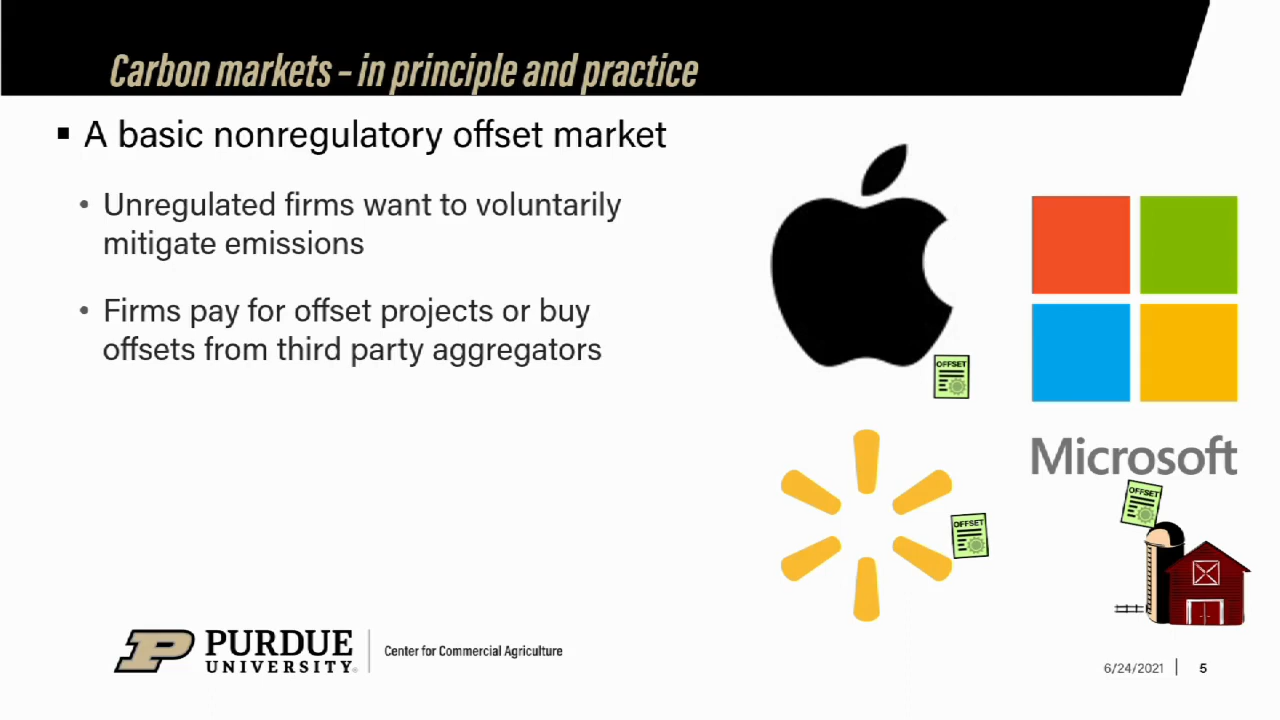 Carbon markets – in principle and practice
▪ A basic nonregulatory offset market
• Unregulated firms want to voluntarily
mitigate emissions
• Firms pay for offset projects or buy
offsets from third party aggregators
OFFSET
Microsoft
OFFSET
OFFSET
PURDUE
UNIVERSITY®
Center for Commercial Agriculture
6/24/2021 | 5